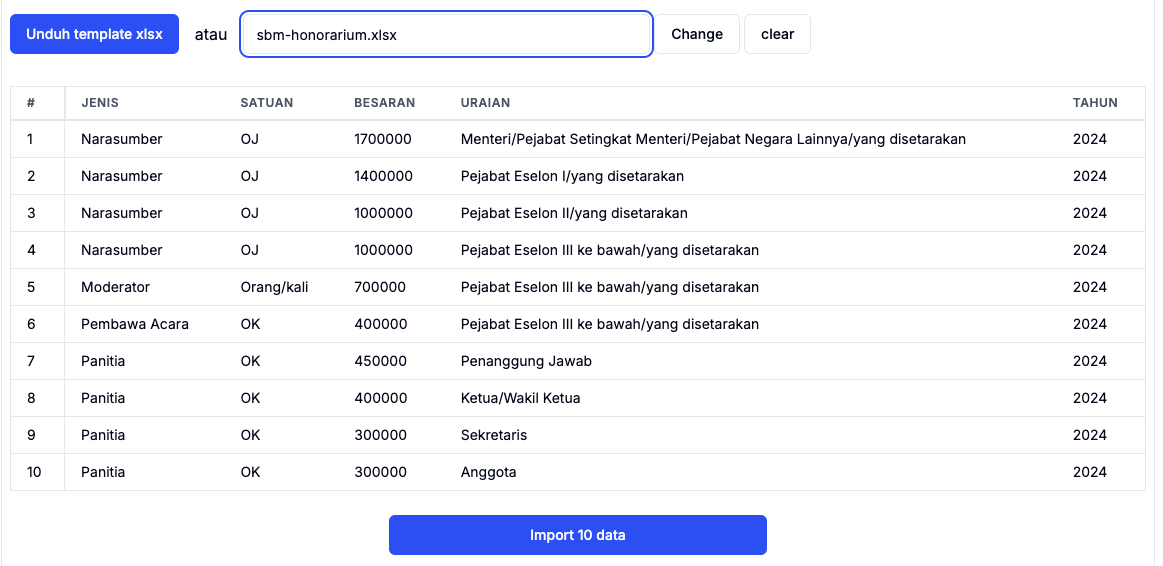 Unduh template xlsx atau sbm-honorarium.xlsx Change clear
# JENIS SATUAN BESARAN URAIAN TAHUN
1 Narasumber OJ 1700000 Menteri/Pejabat Setingkat Menteri/Pejabat Negara Lainnya/yang disetarakan 2024
2 Narasumber OJ 1400000 Pejabat Eselon I/yang disetarakan 2024
3 Narasumber OJ 1000000 Pejabat Eselon II/yang disetarakan 2024
4 Narasumber OJ 1000000 Pejabat Eselon III ke bawah/yang disetarakan 2024
5 Moderator Orang/kali 700000 Pejabat Eselon III ke bawah/yang disetarakan 2024
6 Pembawa Acara OK 400000 Pejabat Eselon III ke bawah/yang disetarakan 2024
7 Panitia OK 450000 Penanggung Jawab 2024
8 Panitia OK 400000 Ketua/Wakil Ketua 2024
9 Panitia OK 300000 Sekretaris 2024
10 Panitia OK 300000 Anggota 2024
Import 10 data